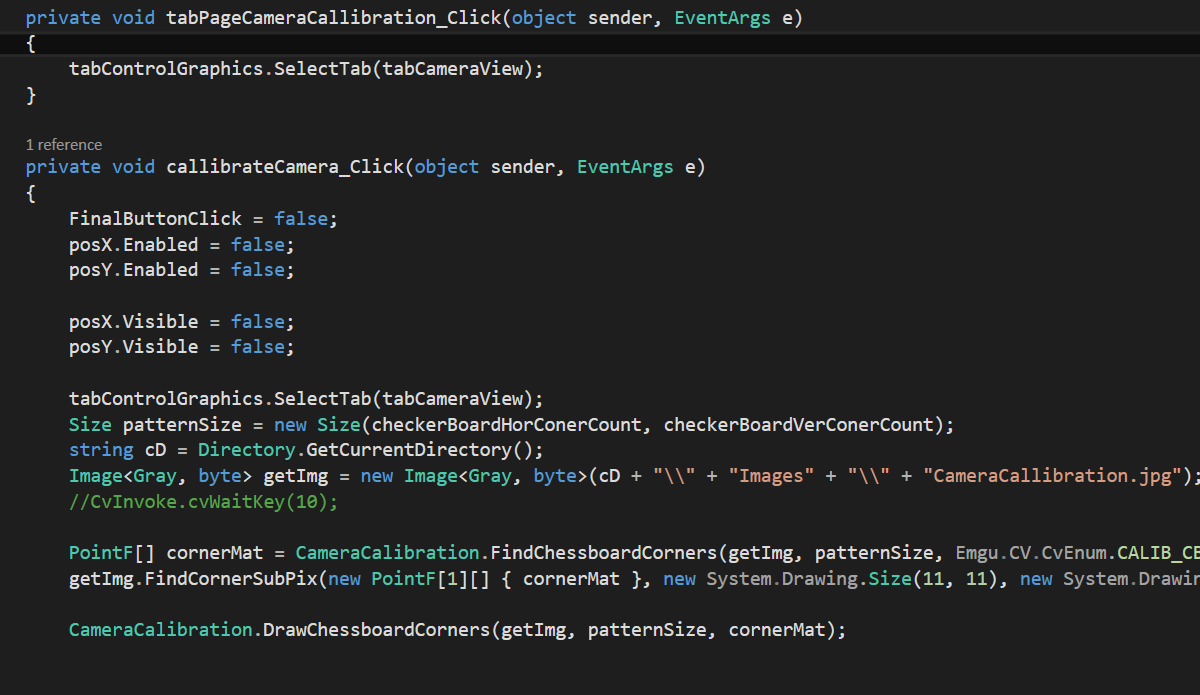 private void tabPageCameraCallibration_Click(object sender, EventArgs e)
{
tabControlGraphics.SelectTab(tabCameraView);
}
1 reference
private void callibrateCamera_Click(object sender, EventArgs e)
{
FinalButtonClick = false;
posX.Enabled = false;
posY.Enabled = false;
posX.Visible = false;
posY.Visible = false;
tabControlGraphics.SelectTab(tabCameraView);
Size patternSize = new Size(checkerBoardHorConerCount, checkerBoardVerConerCount);
string cD = Directory.GetCurrentDirectory();
Image<Gray, byte> getImg = new Image<Gray, byte>(cD + "\\" + "Images" + "\\" + "CameraCallibration.jpg");
//CvInvoke.cvWaitKey(10);
PointF[] cornerMat = CameraCalibration.FindChessboardCorners(getImg, patternSize, Emgu.CV.CvEnum.CALIB_CB
getImg.FindCornerSubPix(new PointF[1][] { cornerMat }, new System.Drawing.Size(11, 11), new System.Drawin
CameraCalibration.DrawChessboardCorners(getImg, patternSize, cornerMat);